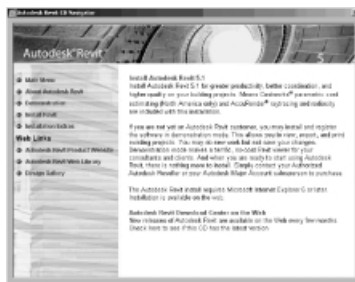 Autodesk Revit CD Navigator
Autodesk Revit
Main Menu
About Autodesk Revit
Demonstration
Install Revit
Installation Notes
Web Links
Autodesk Revit Product Website
Autodesk Revit Web Library
Design Gallery
Install Autodesk Revit 5.1
Install Autodesk Revit 5.1 for greater productivity, better coordination, and
higher quality on your building projects. Means Costworks® parametric cost
estimating (North America only) and AccuRender® raytracing and radiosity
are included with this installation.
If you are not yet an Autodesk Revit customer, you may install and register
the software in demonstration mode. This allows you to view, export, and print
existing projects. You may do new work but not save your changes.
Demonstration mode makes a terrific, no-cost Revit viewer for your
consultants and clients. And when you are ready to start using Autodesk
Revit, there is nothing more to install. Simply contact your Authorized
Autodesk Reseller or your Autodesk Major Account salesperson to purchase.
The Autodesk Revit install requires Microsoft Internet Explorer 5 or later.
Installation is available on the web.
Autodesk Revit Download Center on the Web
New releases of Autodesk Revit are available on the Web every few months.
Check here to see if this CD has the latest version.